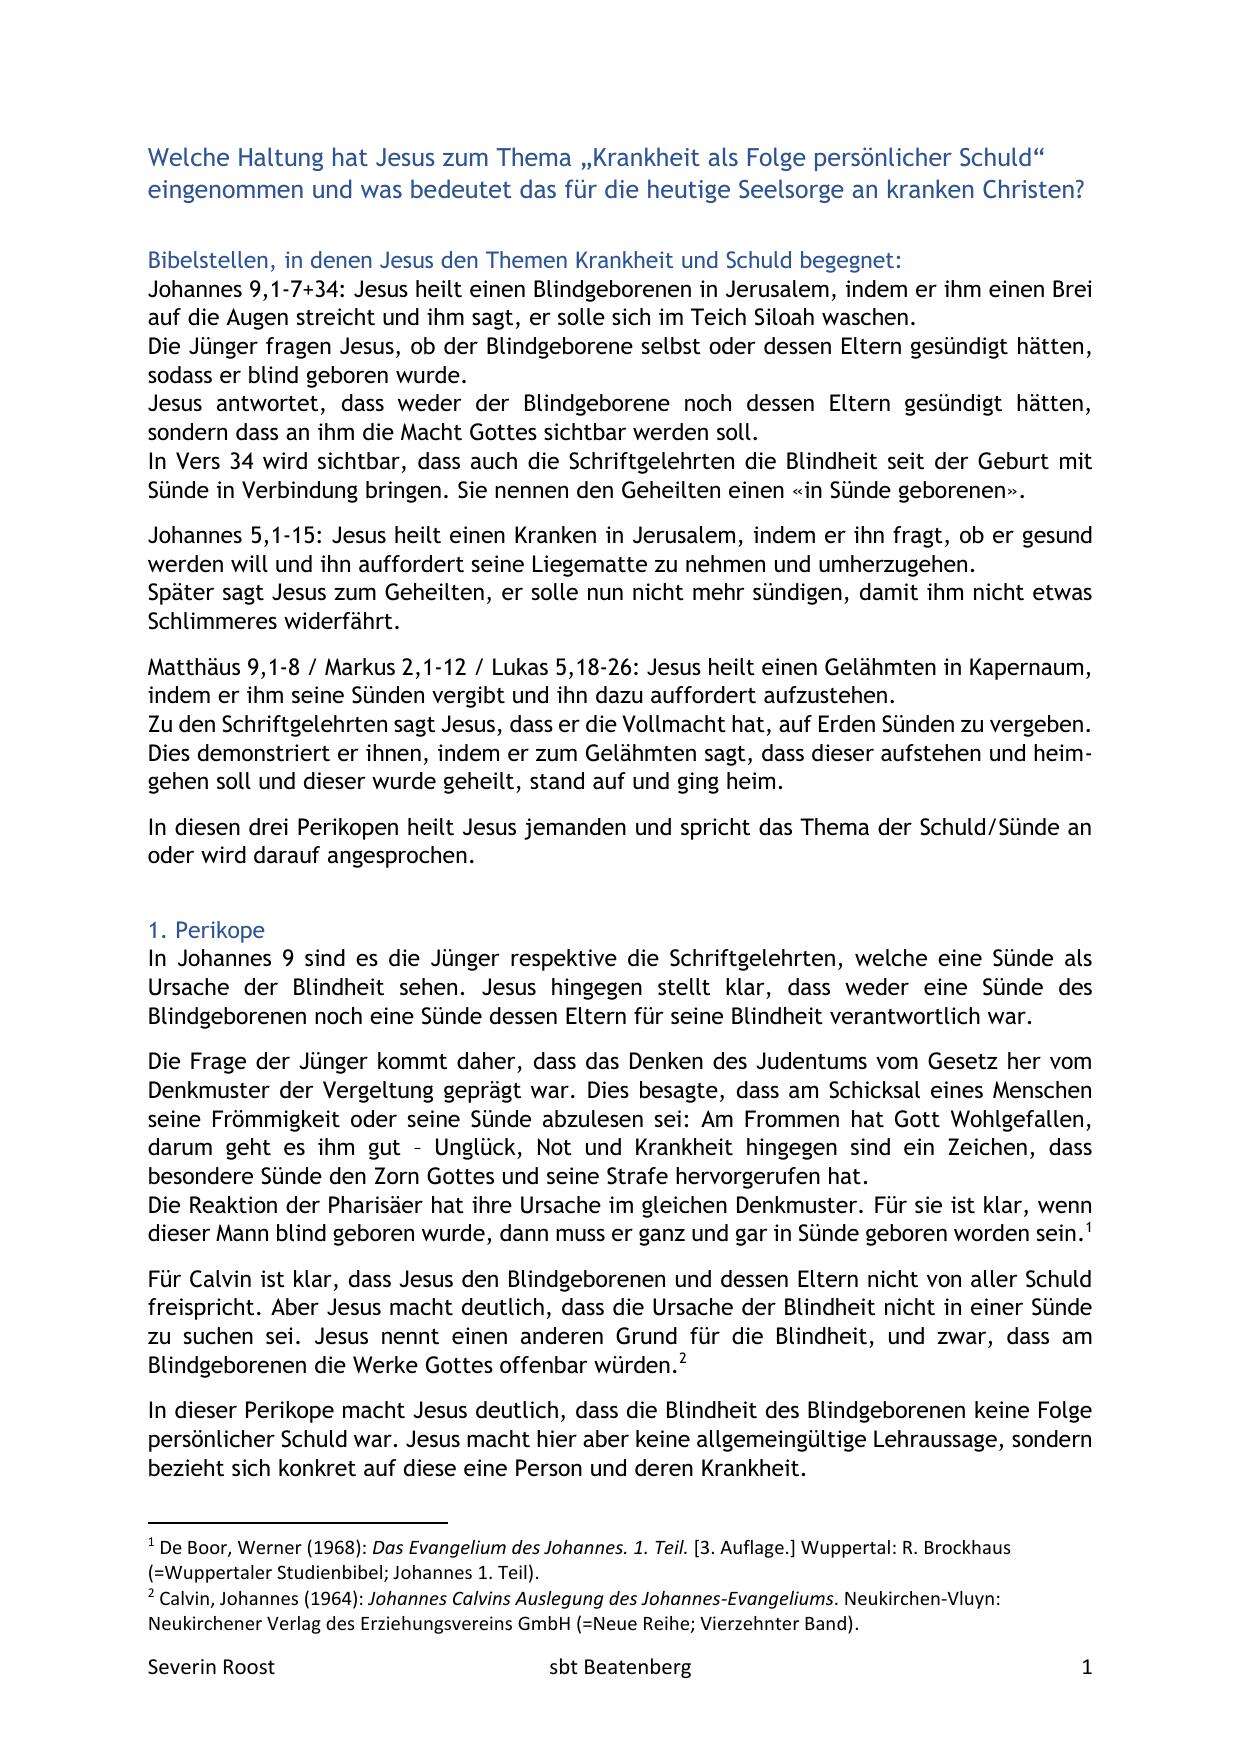 Welche Haltung hat Jesus zum Thema „Krankheit als Folge persönlicher Schuld“
eingenommen und was bedeutet das für die heutige Seelsorge an kranken Christen?
Bibelstellen, in denen Jesus den Themen Krankheit und Schuld begegnet:
Johannes 9,1-7+34: Jesus heilt einen Blindgeborenen in Jerusalem, indem er ihm einen Brei
auf die Augen streicht und ihm sagt, er solle sich im Teich Siloah waschen.
Die Jünger fragen Jesus, ob der Blindgeborene selbst oder dessen Eltern gesündigt hätten,
sodass er blind geboren wurde.
Jesus antwortet, dass weder der Blindgeborene noch dessen Eltern gesündigt hätten,
sondern dass an ihm die Macht Gottes sichtbar werden soll.
In Vers 34 wird sichtbar, dass auch die Schriftgelehrten die Blindheit seit der Geburt mit
Sünde in Verbindung bringen. Sie nennen den Geheilten einen «in Sünde geborenen».
Johannes 5,1-15: Jesus heilt einen Kranken in Jerusalem, indem er ihn fragt, ob er gesund
werden will und ihn auffordert seine Liegematte zu nehmen und umherzugehen.
Später sagt Jesus zum Geheilten, er solle nun nicht mehr sündigen, damit ihm nicht etwas
Schlimmeres widerfährt.
Matthäus 9,1-8 / Markus 2,1-12 / Lukas 5,18-26: Jesus heilt einen Gelähmten in Kapernaum,
indem er ihm seine Sünden vergibt und ihn dazu auffordert aufzustehen.
Zu den Schriftgelehrten sagt Jesus, dass er die Vollmacht hat, auf Erden Sünden zu vergeben.
Dies demonstriert er ihnen, indem er zum Gelähmten sagt, dass dieser aufstehen und heim-
gehen soll und dieser wurde geheilt, stand auf und ging heim.
In diesen drei Perikopen heilt Jesus jemanden und spricht das Thema der Schuld/Sünde an
oder wird darauf angesprochen.
1. Perikope
In Johannes 9 sind es die Jünger respektive die Schriftgelehrten, welche eine Sünde als
Ursache der Blindheit sehen. Jesus hingegen stellt klar, dass weder eine Sünde des
Blindgeborenen noch eine Sünde dessen Eltern für seine Blindheit verantwortlich war.
Die Frage der Jünger kommt daher, dass das Denken des Judentums vom Gesetz her vom
Denkmuster der Vergeltung geprägt war. Dies besagte, dass am Schicksal eines Menschen
seine Frömmigkeit oder seine Sünde abzulesen sei: Am Frommen hat Gott Wohlgefallen,
darum geht es ihm gut – Unglück, Not und Krankheit hingegen sind ein Zeichen, dass
besondere Sünde den Zorn Gottes und seine Strafe hervorgerufen hat.
Die Reaktion der Pharisäer hat ihre Ursache im gleichen Denkmuster. Für sie ist klar, wenn
dieser Mann blind geboren wurde, dann muss er ganz und gar in Sünde geboren worden sein.1
Für Calvin ist klar, dass Jesus den Blindgeborenen und dessen Eltern nicht von aller Schuld
freispricht. Aber Jesus macht deutlich, dass die Ursache der Blindheit nicht in einer Sünde
zu suchen sei. Jesus nennt einen anderen Grund für die Blindheit, und zwar, dass am
Blindgeborenen die Werke Gottes offenbar würden.2
In dieser Perikope macht Jesus deutlich, dass die Blindheit des Blindgeborenen keine Folge
persönlicher Schuld war. Jesus macht hier aber keine allgemeingültige Lehraussage, sondern
bezieht sich konkret auf diese eine Person und deren Krankheit.
1 De Boor, Werner (1968): Das Evangelium des Johannes. 1. Teil. [3. Auflage.] Wuppertal: R. Brockhaus
(=Wuppertaler Studienbibel; Johannes 1. Teil).
2 Calvin, Johannes (1964): Johannes Calvins Auslegung des Johannes-Evangeliums. Neukirchen-Vluyn:
Neukirchener Verlag des Erziehungsvereins GmbH (=Neue Reihe; Vierzehnter Band).
Severin Roost sbt Beatenberg 1